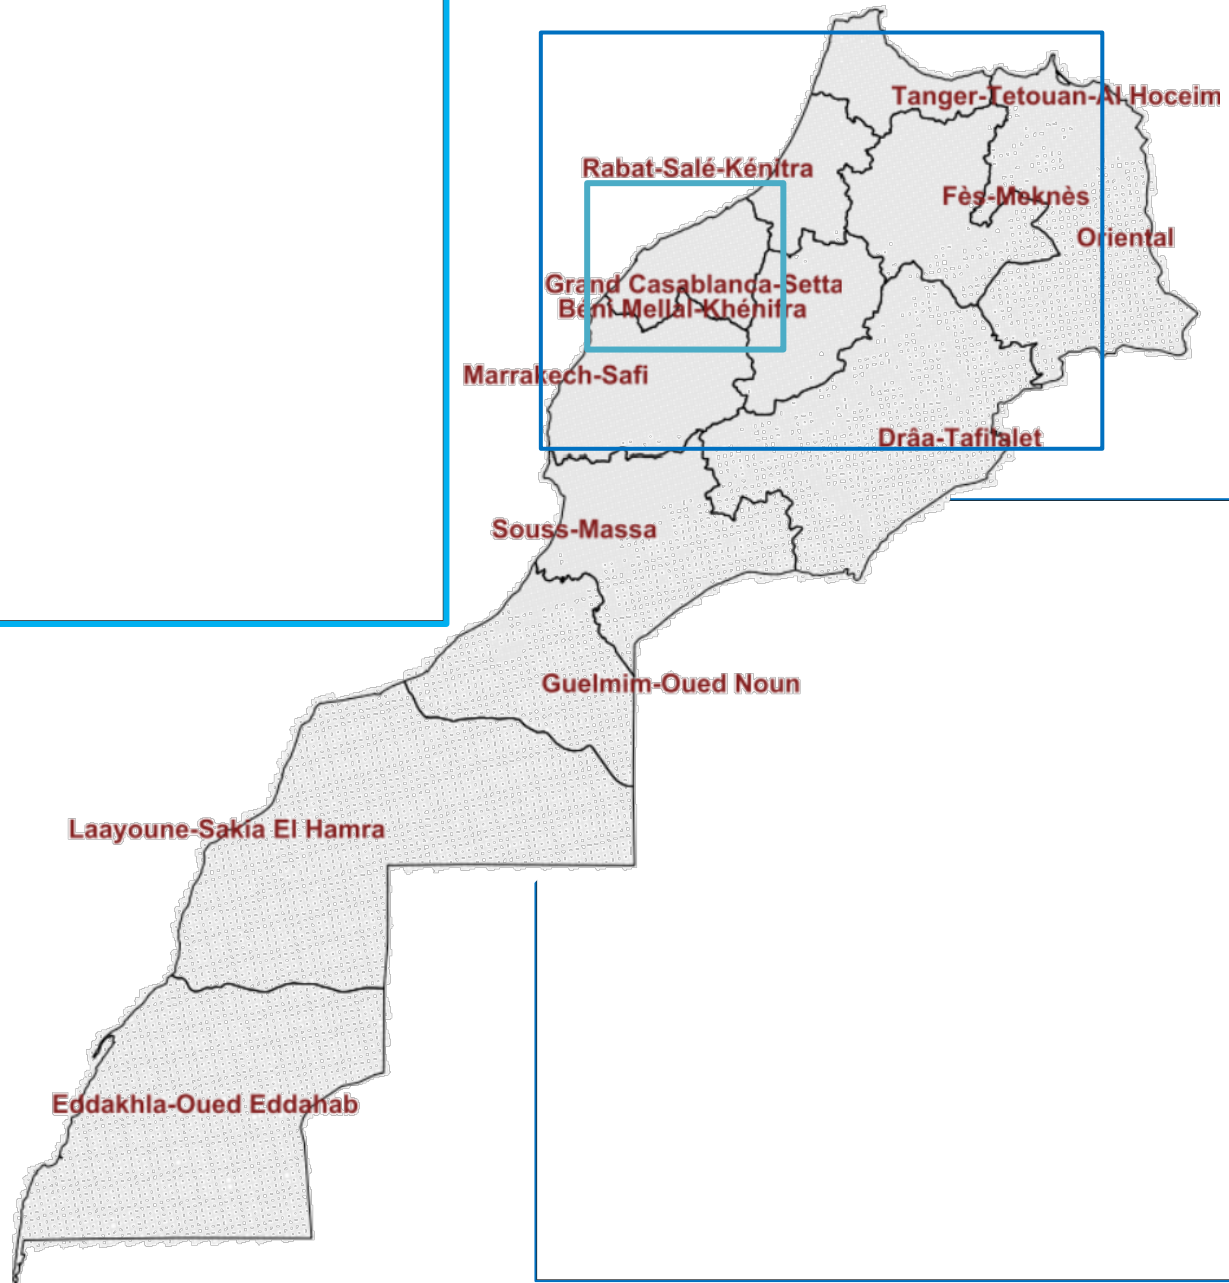 Tanger-Tetouan-Al Hoceim
Rabat-Salé-Kénitra
Fès-Meknès
Oriental
Grand Casablanca-Setta
Béni Mellal-Khénifra
Marrakech-Safi
Drâa-Tafilalet
Souss-Massa
Guelmim-Oued Noun
Laayoune-Sakia El Hamra
Eddakhla-Oued Eddahab